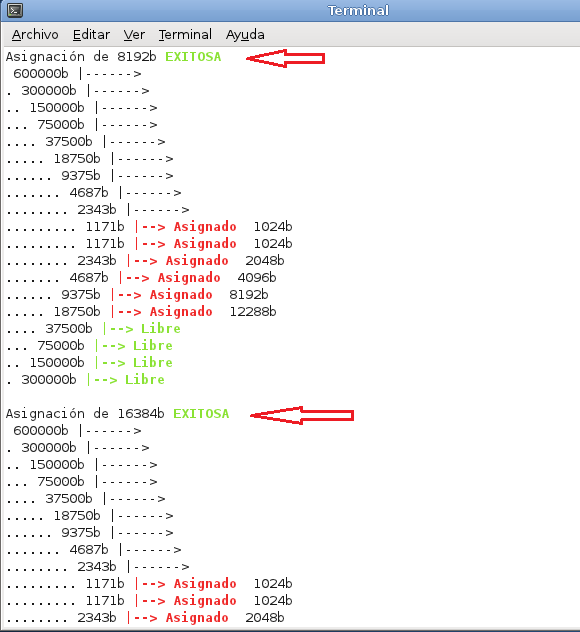 Terminal
Archivo Editar Ver Terminal Ayuda
Asignación de 8192b EXITOSA
600000b |------>
. 300000b |------>
.. 150000b |------>
... 75000b |------>
.... 37500b |------>
..... 18750b |------>
...... 9375b |------>
....... 4687b |------>
........ 2343b |------>
......... 1171b |--> Asignado 1024b
......... 1171b |--> Asignado 1024b
........ 2343b |--> Asignado 2048b
....... 4687b |--> Asignado 4096b
...... 9375b |--> Asignado 8192b
..... 18750b |--> Asignado 12288b
.... 37500b |--> Libre
... 75000b |--> Libre
.. 150000b |--> Libre
. 300000b |--> Libre
Asignación de 16384b EXITOSA
600000b |------>
. 300000b |------>
.. 150000b |------>
... 75000b |------>
.... 37500b |------>
..... 18750b |------>
...... 9375b |------>
....... 4687b |------>
........ 2343b |------>
......... 1171b |--> Asignado 1024b
......... 1171b |--> Asignado 1024b
........ 2343b |--> Asignado 2048b